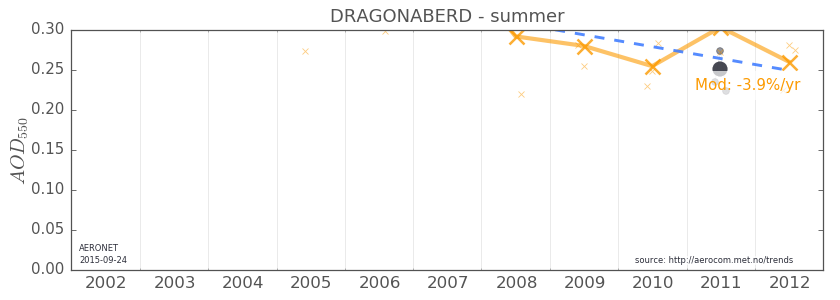 DRAGONABERD - summer
0.30
0.25
0.20
0.15
0.10
0.05
0.00
AOD550
Mod: -3.9%/yr
AERONET
2015-09-24
source: http://aerocom.met.no/trends
2002 2003 2004 2005 2006 2007 2008 2009 2010 2011 2012